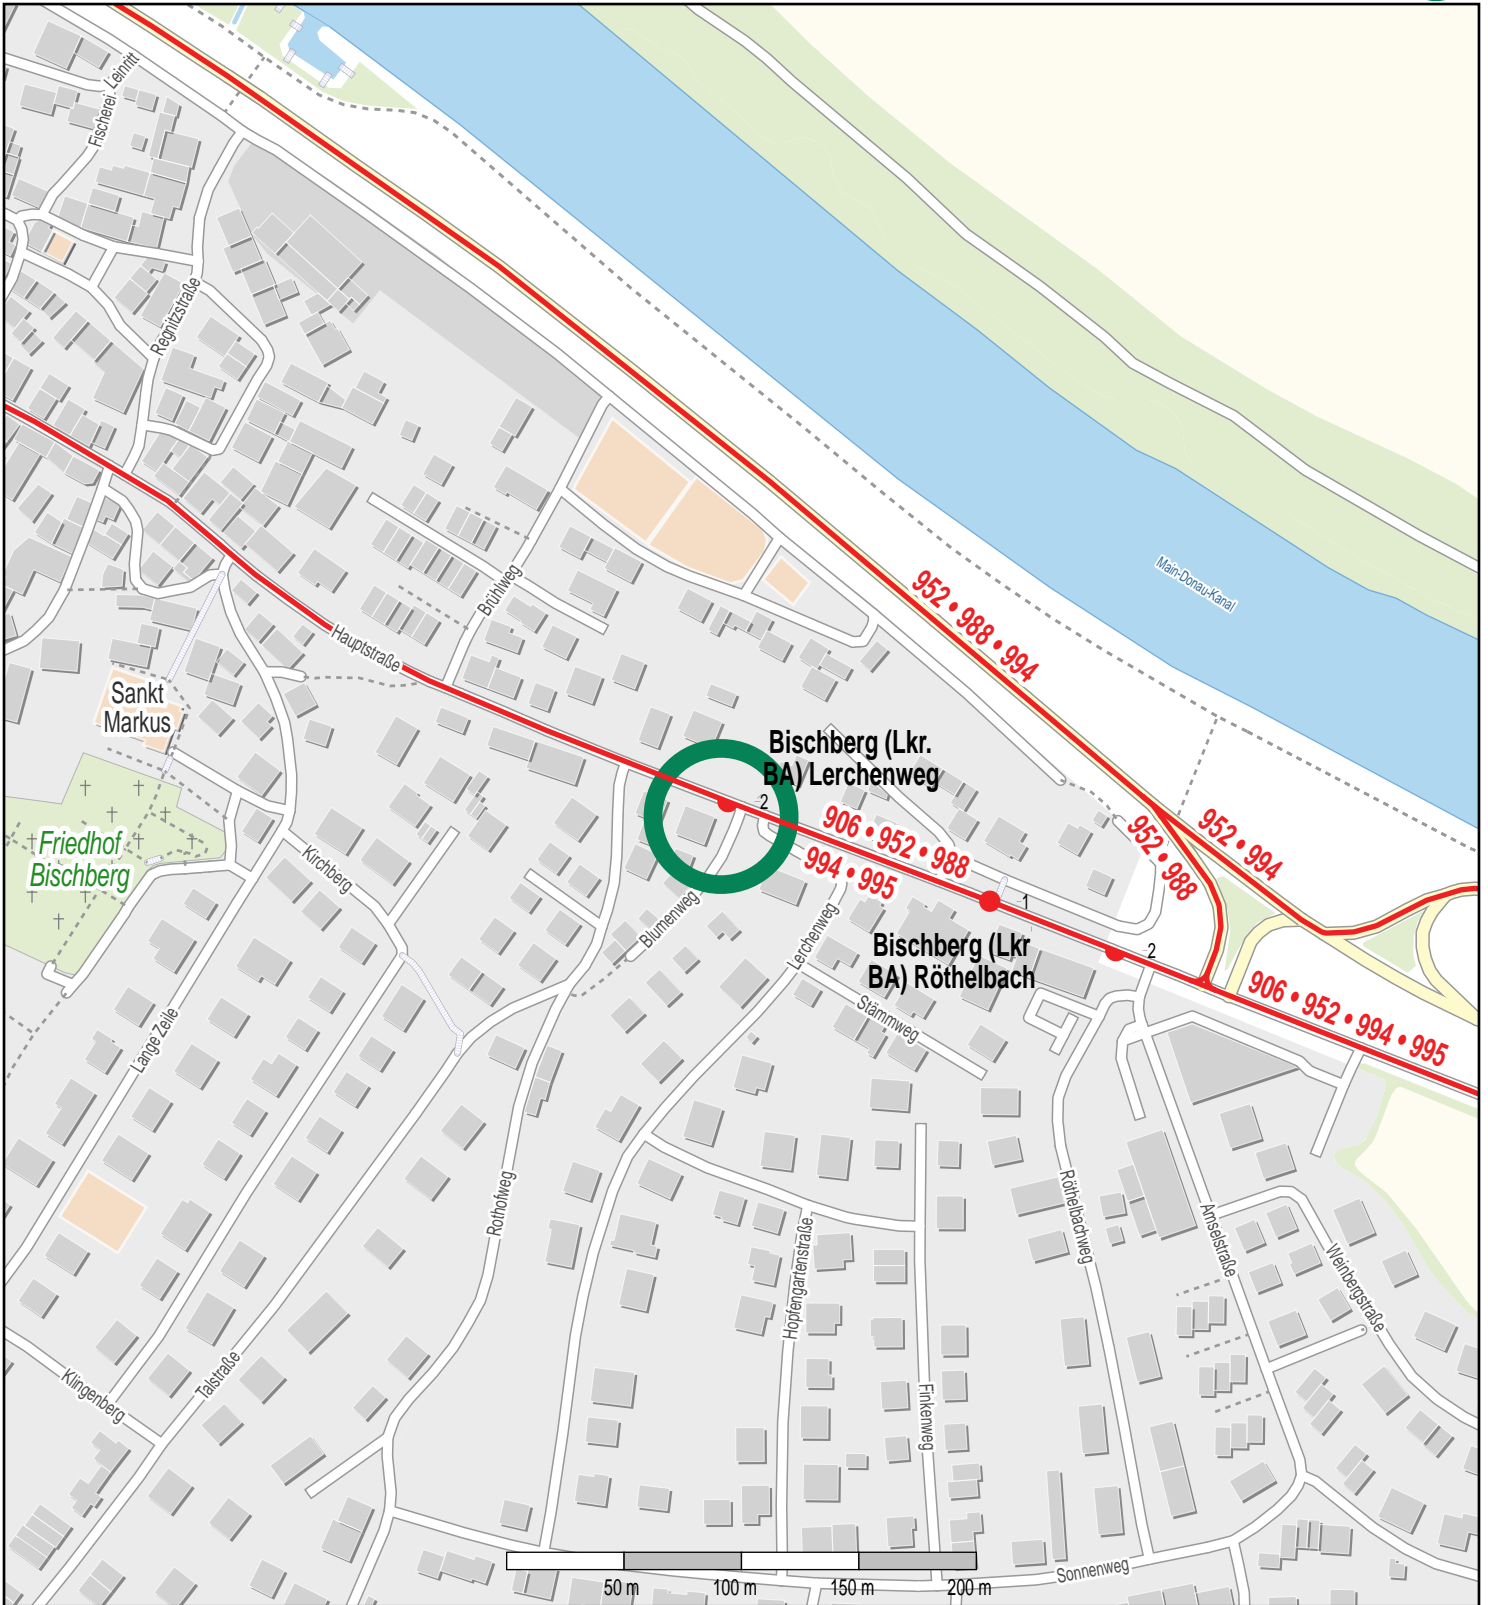 Fischerei
Leinritt
Regnitzstraße
Main-Donau-Kanal
Brühlweg
952 • 988 • 994
Hauptstraße
Sankt
Markus
Bischberg (Lkr.
BA) Lerchenweg
2
906 • 952 • 988
994 • 995
952 • 994
952 • 988
Friedhof
Bischberg
Kirchberg
Blumenweg
Lerchenweg
1
Bischberg (Lkr
BA) Röthelbach
2
906 • 952 • 994 • 995
Stämmweg
Lange Zeile
Rothofweg
Röthelbachweg
Amselstraße
Hopfengartenstraße
Weinbergstraße
Klingenberg
Talstraße
Finkenweg
Sonnenweg
50 m
100 m
150 m
200 m